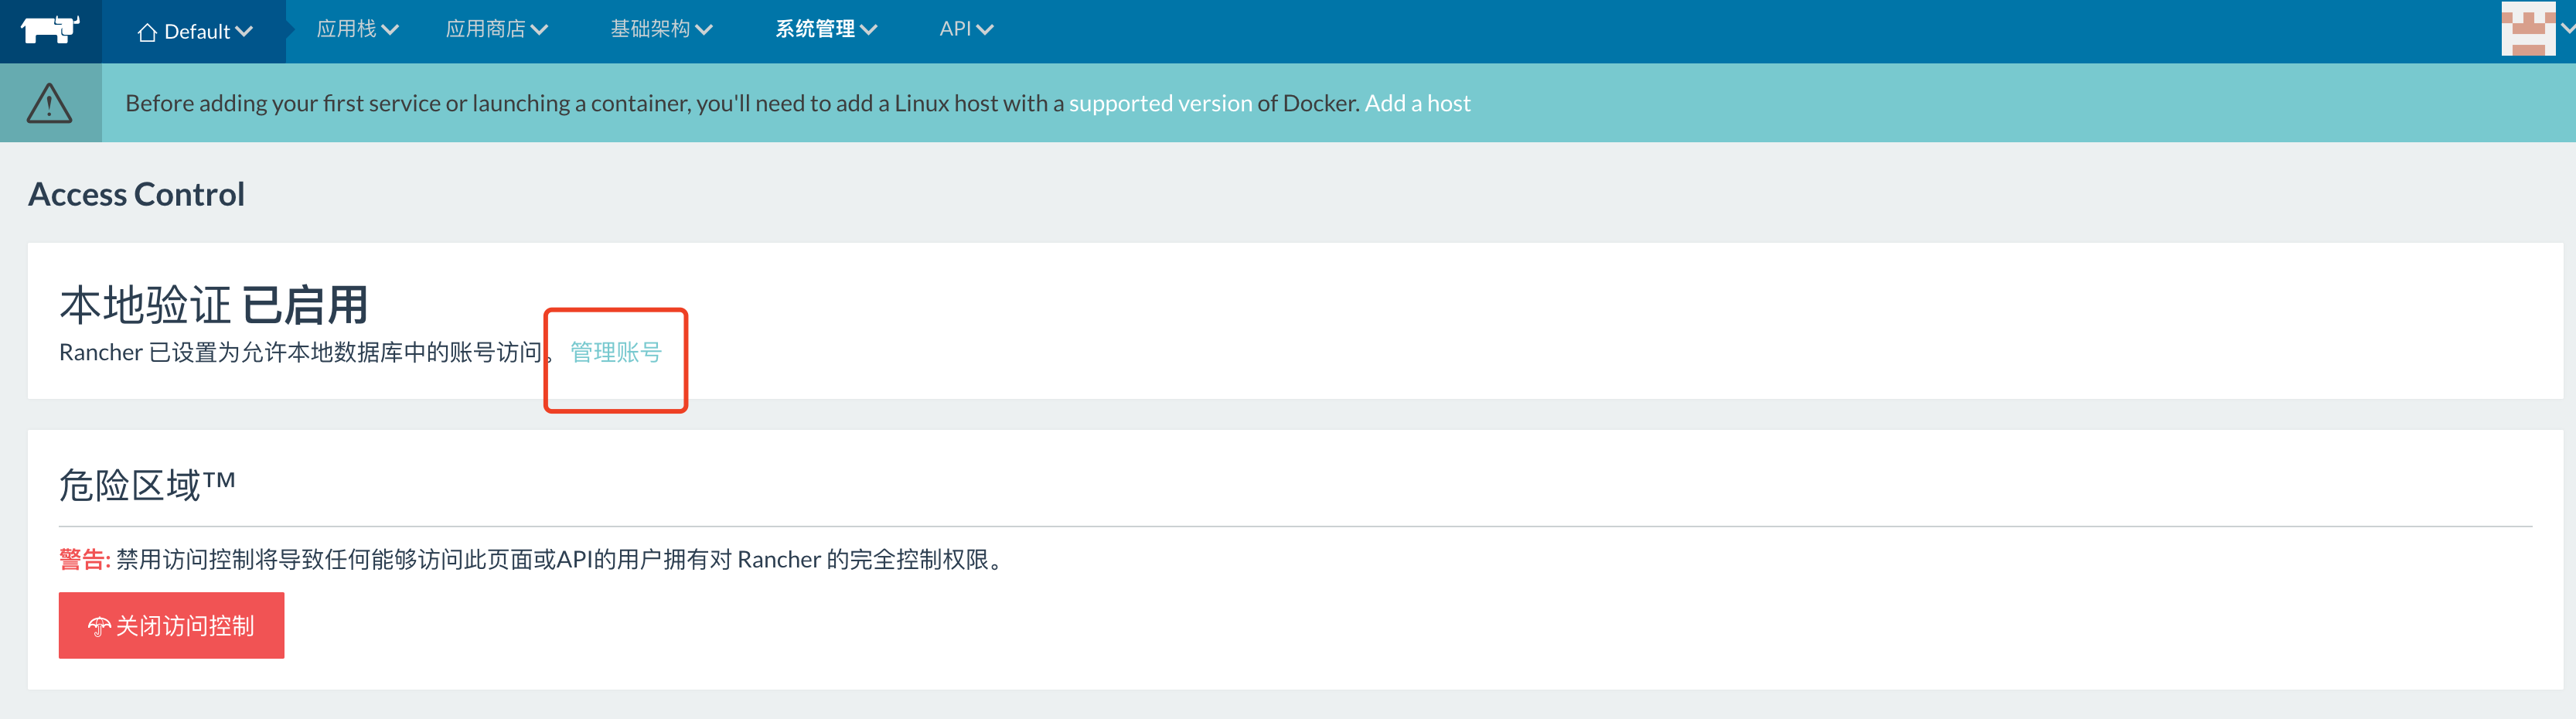 Default 应用栈 应用商店 基础架构 系统管理 API
Before adding your first service or launching a container, you'll need to add a Linux host with a supported version of Docker. Add a host
Access Control
本地验证 已启用
Rancher 已设置为允许本地数据库中的账号访问。 管理账号
危险区域™
警告: 禁用访问控制将导致任何能够访问此页面或API的用户拥有对 Rancher 的完全控制权限。
关闭访问控制